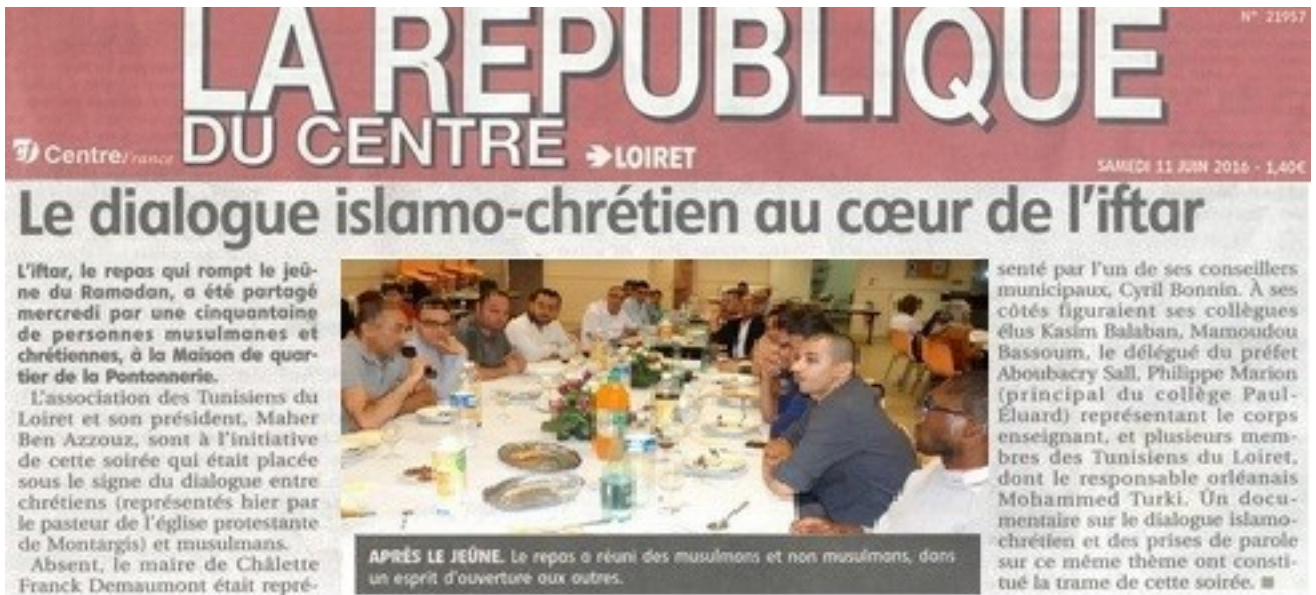 N° 21957
LA REPUBLIQUE
DU CENTRE
Centre France
LOIRET
SAMEDI 11 JUIN 2016 - 1,40€
Le dialogue islamo-chrétien au cœur de l'iftar
L'iftar, le repas qui rompt le jeû-
ne du Ramadan, a été partagé
mercredi par une cinquantaine
de personnes musulmanes et
chrétiennes, à la Maison de quar-
tier de la Pontonnerie.
L'association des Tunisiens du
Loiret et son président, Maher
Ben Azzouz, sont à l'initiative
de cette soirée qui était placée
sous le signe du dialogue entre
chrétiens (représentés hier par
le pasteur de l'église protestante
de Montargis) et musulmans.
Absent, le maire de Châlette
Franck Demaumont était repré-
APRÈS LE JEÛNE. Le repas a réuni des musulmans et non musulmans, dans
un esprit d'ouverture aux autres.
senté par l'un de ses conseillers
municipaux, Cyril Bonnin. À ses
côtés figuraient ses collègues
élus Kasim Balaban, Mamoudou
Bassoum, le délégué du préfet
Aboubacry Sall, Philippe Marion
(principal du collège Paul-
Éluard) représentant le corps
enseignant, et plusieurs mem-
bres des Tunisiens du Loiret,
dont le responsable orléanais
Mohammed Turki. Un docu-
mentaire sur le dialogue islamo-
chrétien et des prises de parole
sur ce même thème ont consti-
tué la trame de cette soirée.